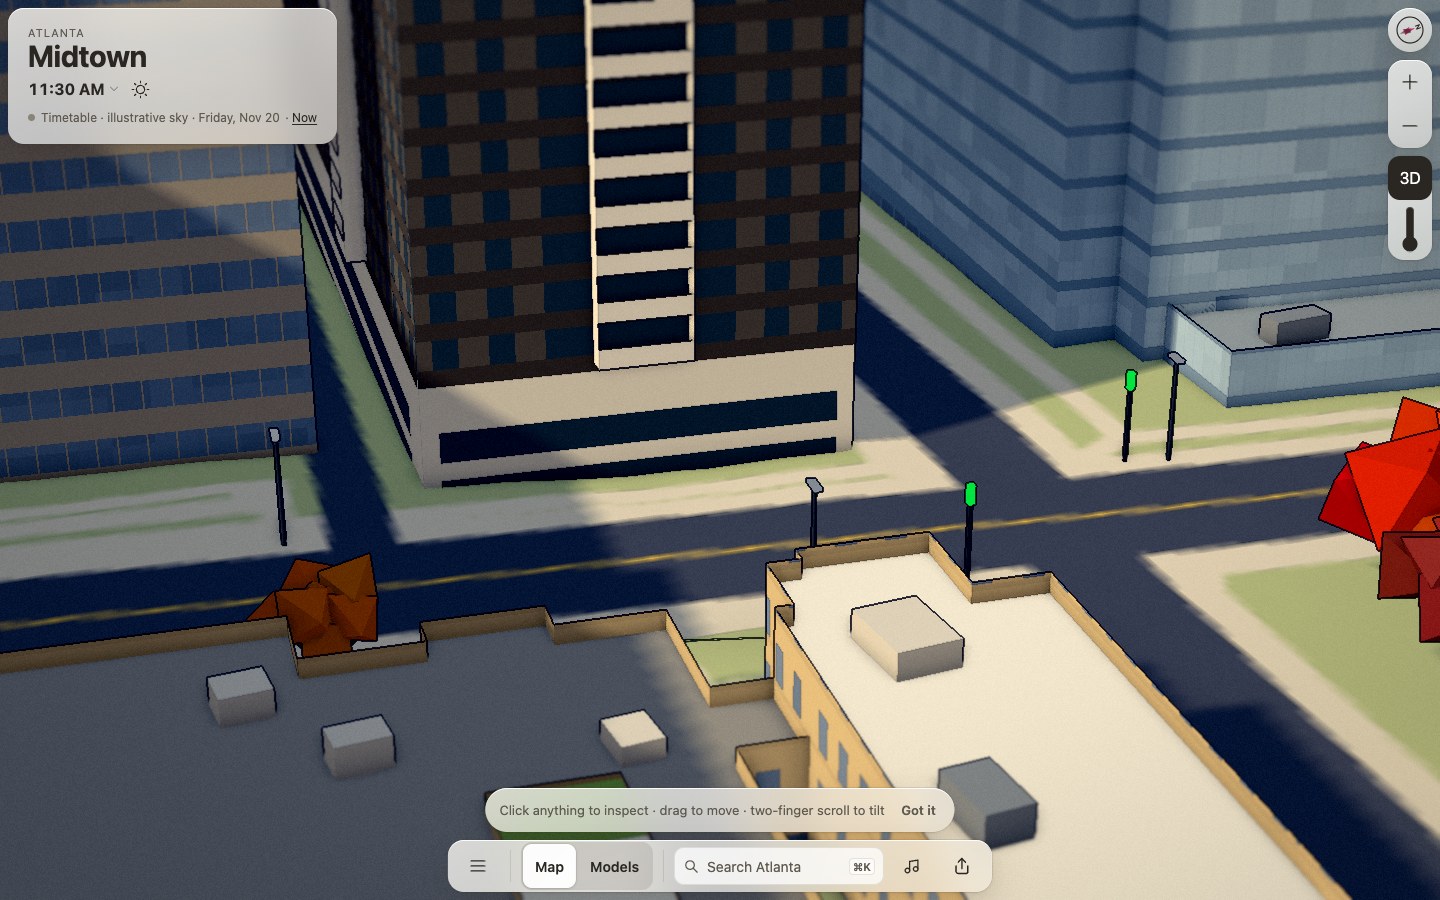 ATLANTA
Midtown
11:30 AM
Timetable · illustrative sky · Friday, Nov 20 · Now
3D
Click anything to inspect · drag to move · two-finger scroll to tilt Got it
Map Models Search Atlanta ⌘K